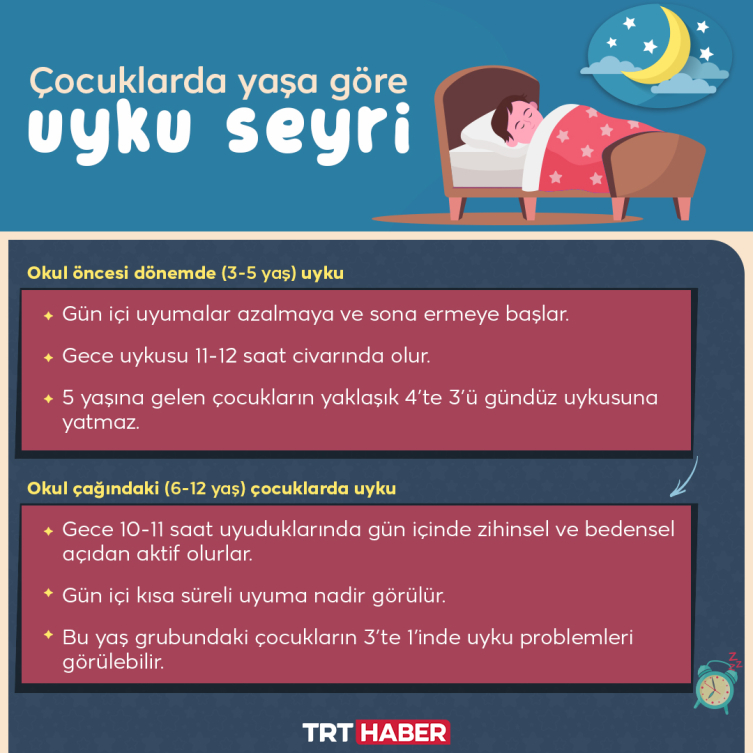 Çocuklarda yaşa göre
uyku seyri
Okul öncesi dönemde (3-5 yaş) uyku
Gün içi uyumalar azalmaya ve sona ermeye başlar.
Gece uykusu 11-12 saat civarında olur.
5 yaşına gelen çocukların yaklaşık 4'te 3'ü gündüz uykusuna
yatmaz.
Okul çağındaki (6-12 yaş) çocuklarda uyku
Gece 10-11 saat uyuduklarında gün içinde zihinsel ve bedensel
açıdan aktif olurlar.
Gün içi kısa süreli uyuma nadir görülür.
Bu yaş grubundaki çocukların 3'te 1'inde uyku problemleri
görülebilir.
Z Z Z
TRT HABER